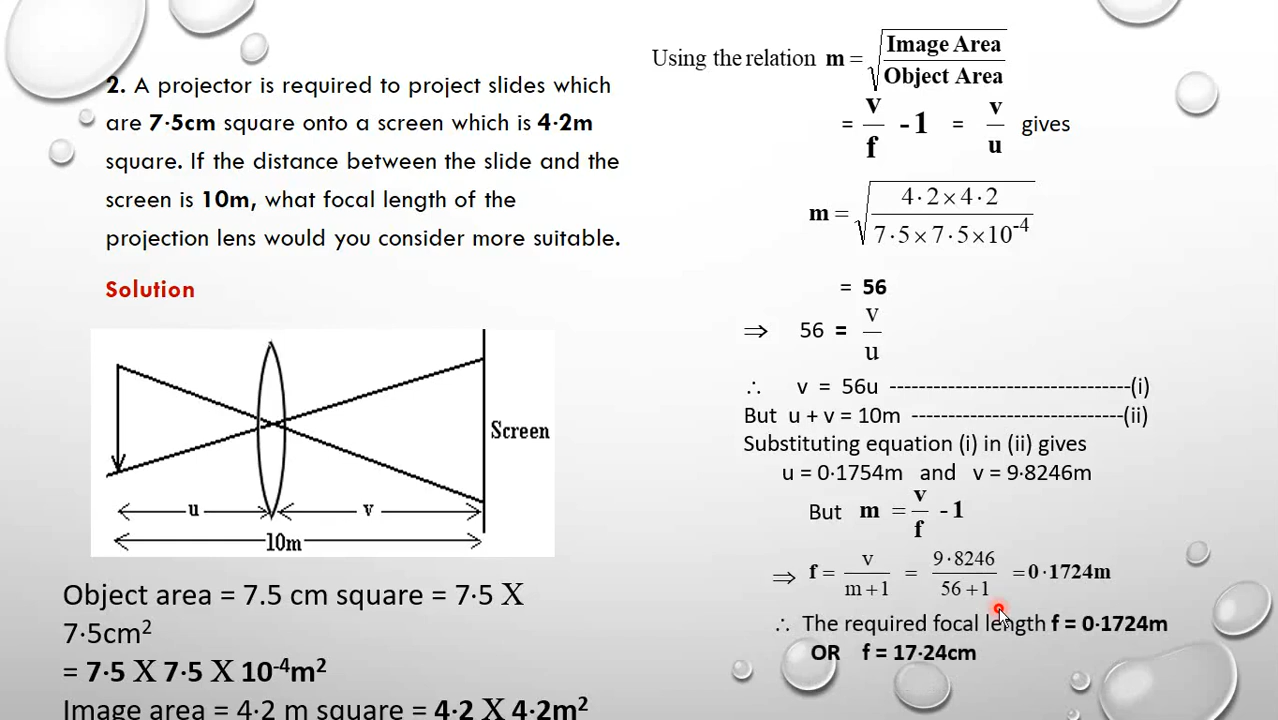 2. A projector is required to project slides which
are 7·5cm square onto a screen which is 4·2m
square. If the distance between the slide and the
screen is 10m, what focal length of the
projection lens would you consider more suitable.
Solution
Screen
u
v
10m
Object area = 7.5 cm square = 7·5 X
7·5cm²
= 7·5 X 7·5 X 10⁻⁴m²
Image area = 4·2 m square = 4·2 X 4·2m²
Using the relation m = √(Image Area / Object Area)
= v/f - 1 = v/u gives
m = √(4·2 × 4·2 / 7·5 × 7·5 × 10⁻⁴)
= 56
⇒ 56 = v/u
∴ v = 56u --------------------------------(i)
But u + v = 10m ----------------------------(ii)
Substituting equation (i) in (ii) gives
u = 0·1754m and v = 9·8246m
But m = v/f - 1
⇒ f = v/m + 1 = 9·8246/56 + 1 = 0·1724m
∴ The required focal length f = 0·1724m
OR f = 17·24cm